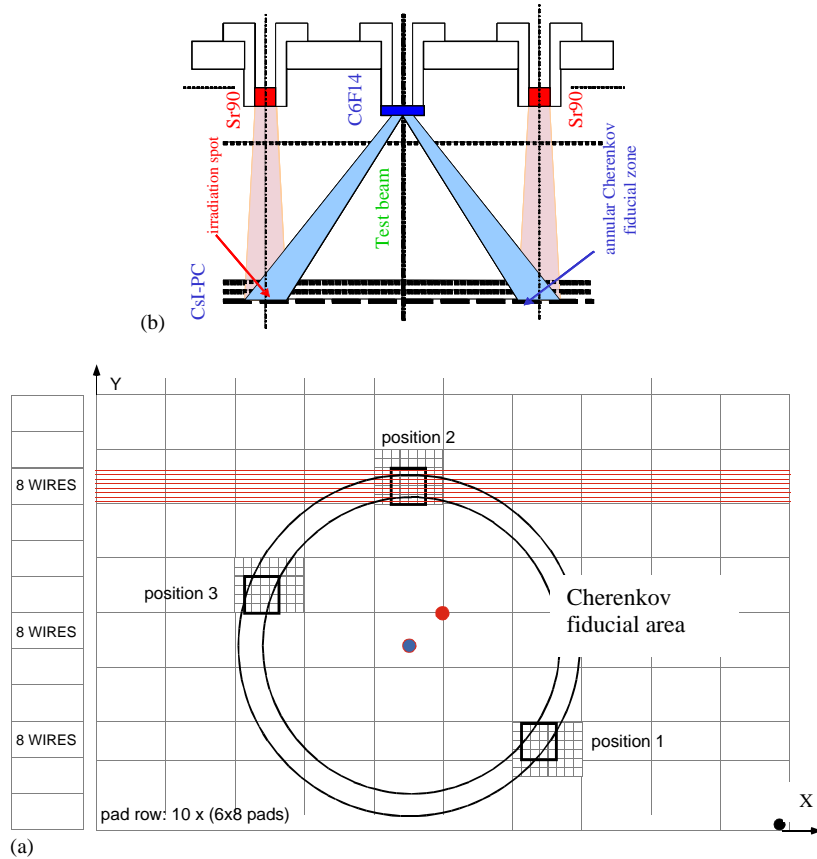 Sr90
C6F14
Sr90
irradiation spot
Test beam
annular Cherenkov
fiducial zone
CsI-PC
(b)
Y
position 2
8 WIRES
position 3
Cherenkov
fiducial area
8 WIRES
8 WIRES
position 1
pad row: 10 x (6x8 pads)
X
(a)